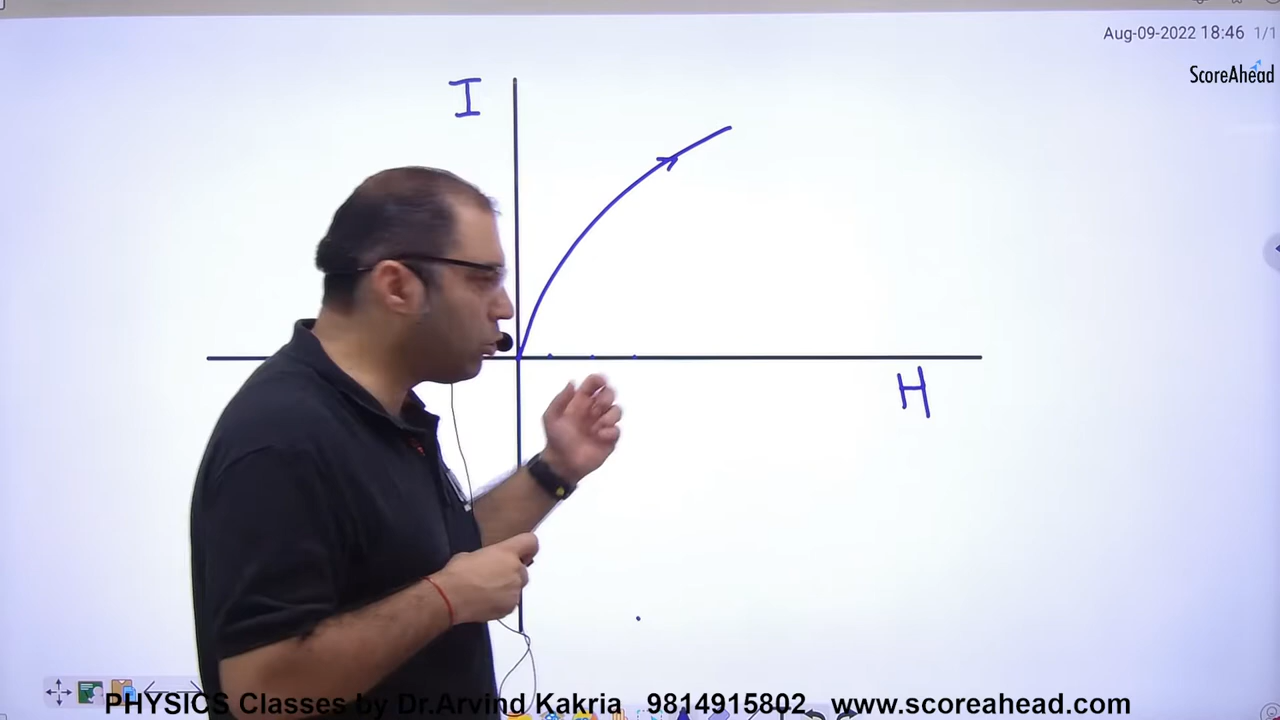 Aug-09-2022 18:46 1/1
ScoreAhead
I
H
PHYSICS Classes by Dr.Arvind Kakria 9814915802 www.scoreahead.com